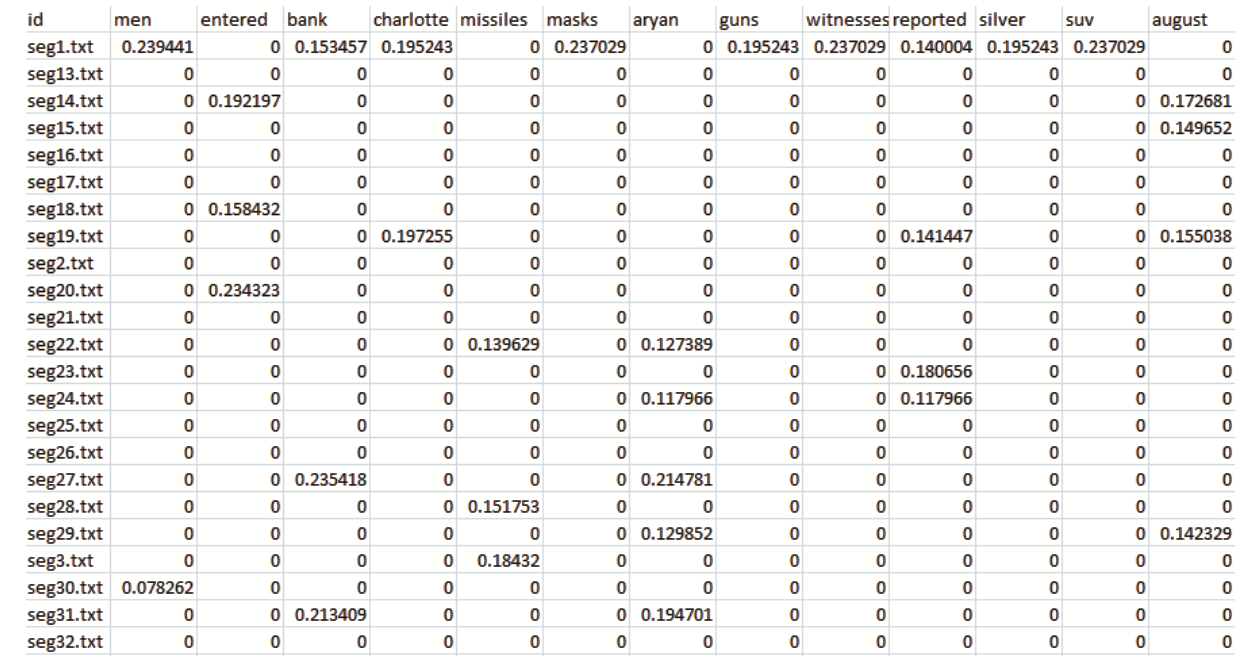 id men entered bank charlotte missiles masks aryan guns witnesses reported silver suv august
seg1.txt 0.239441 0 0.153457 0.195243 0 0.237029 0 0.195243 0.237029 0.140004 0.195243 0.237029 0
seg13.txt 0 0 0 0 0 0 0 0 0 0 0 0 0
seg14.txt 0 0.192197 0 0 0 0 0 0 0 0 0 0 0.172681
seg15.txt 0 0 0 0 0 0 0 0 0 0 0 0 0.149652
seg16.txt 0 0 0 0 0 0 0 0 0 0 0 0 0
seg17.txt 0 0 0 0 0 0 0 0 0 0 0 0 0
seg18.txt 0 0.158432 0 0 0 0 0 0 0 0 0 0 0
seg19.txt 0 0 0 0.197255 0 0 0 0 0 0.141447 0 0 0.155038
seg2.txt 0 0 0 0 0 0 0 0 0 0 0 0 0
seg20.txt 0 0.234323 0 0 0 0 0 0 0 0 0 0 0
seg21.txt 0 0 0 0 0 0 0 0 0 0 0 0 0
seg22.txt 0 0 0 0 0.139629 0 0.127389 0 0 0 0 0 0
seg23.txt 0 0 0 0 0 0 0 0 0 0.180656 0 0 0
seg24.txt 0 0 0 0 0 0 0.117966 0 0 0.117966 0 0 0
seg25.txt 0 0 0 0 0 0 0 0 0 0 0 0 0
seg26.txt 0 0 0 0 0 0 0 0 0 0 0 0 0
seg27.txt 0 0 0.235418 0 0 0 0.214781 0 0 0 0 0 0
seg28.txt 0 0 0 0 0.151753 0 0 0 0 0 0 0 0
seg29.txt 0 0 0 0 0 0 0.129852 0 0 0 0 0 0.142329
seg3.txt 0 0 0 0 0.18432 0 0 0 0 0 0 0 0
seg30.txt 0.078262 0 0 0 0 0 0 0 0 0 0 0 0
seg31.txt 0 0 0.213409 0 0 0 0.194701 0 0 0 0 0 0
seg32.txt 0 0 0 0 0 0 0 0 0 0 0 0 0